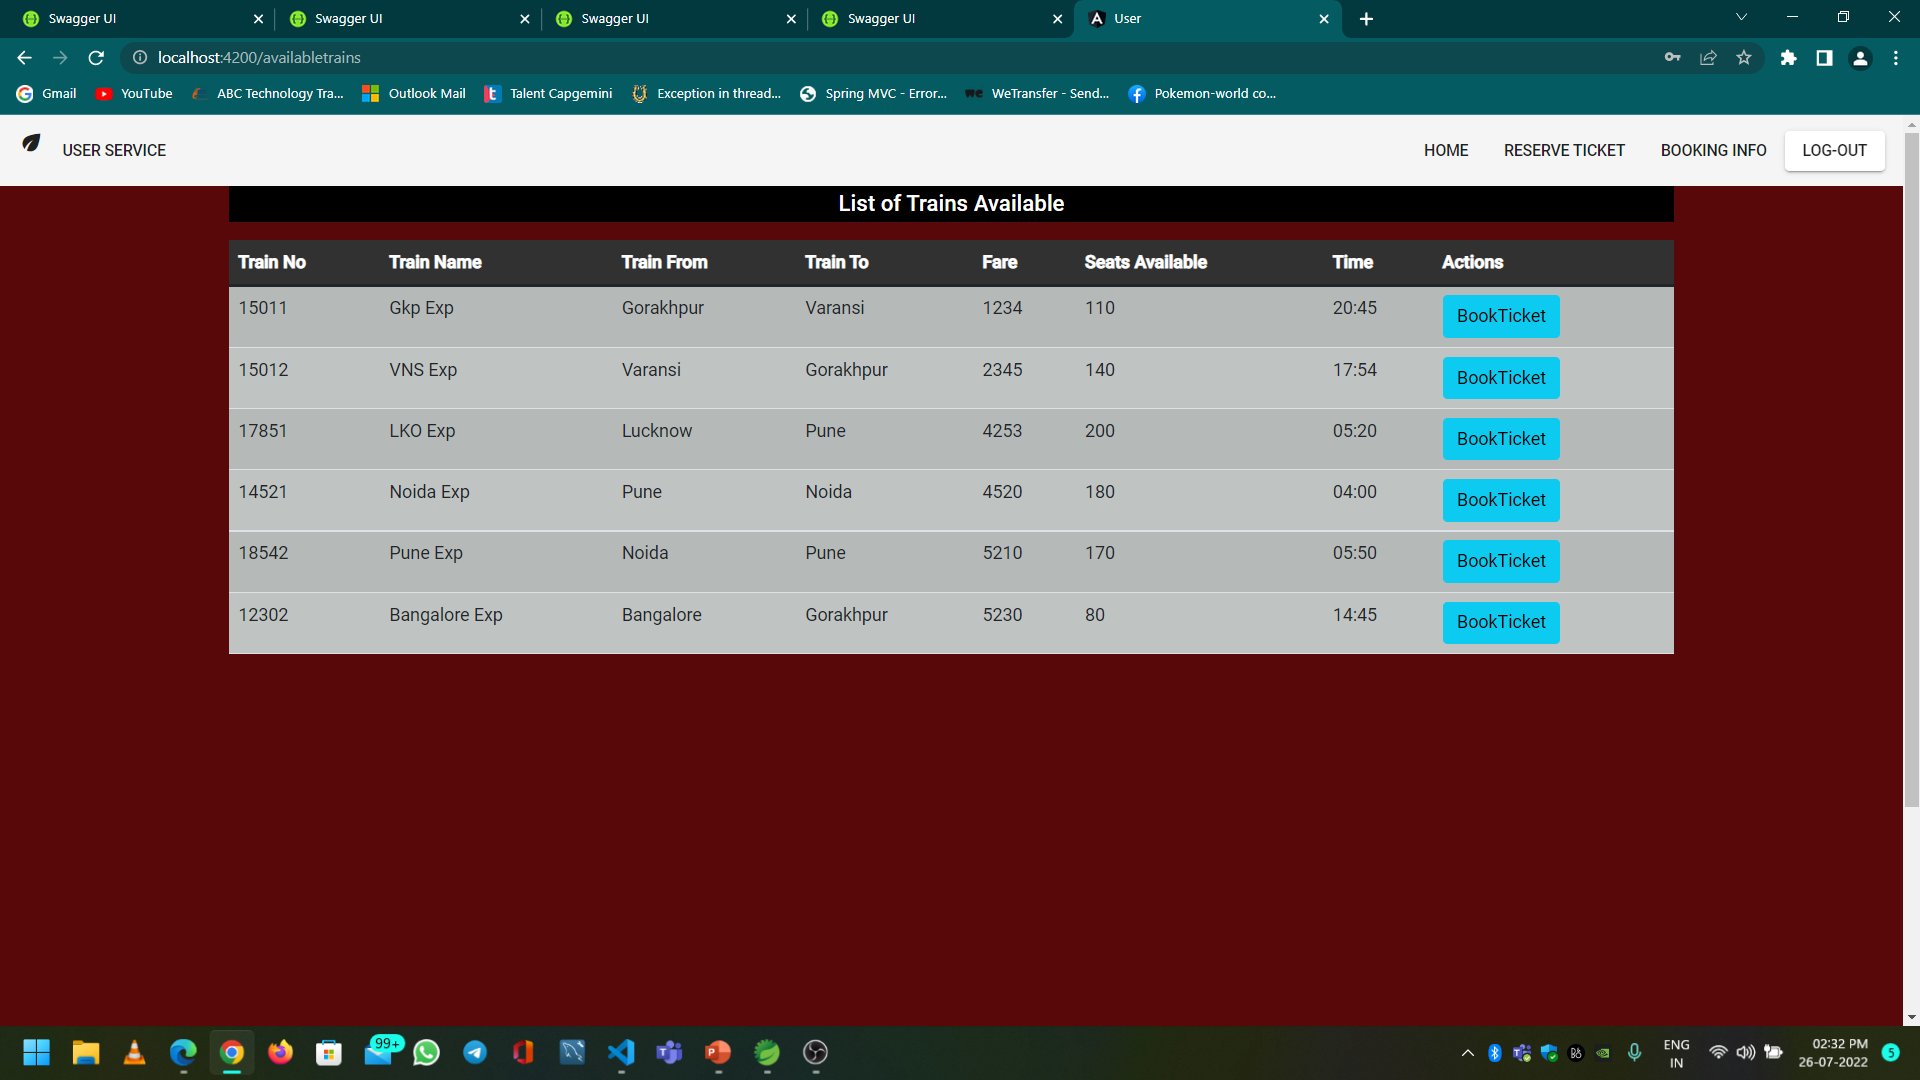 Swagger UI Swagger UI Swagger UI Swagger UI User
localhost:4200/availabletrains
Gmail YouTube ABC Technology Tra... Outlook Mail Talent Capgemini Exception in thread... Spring MVC - Error... WeTransfer - Send... Pokemon-world co...
USER SERVICE HOME RESERVE TICKET BOOKING INFO LOG-OUT
List of Trains Available
Train No Train Name Train From Train To Fare Seats Available Time Actions
15011 Gkp Exp Gorakhpur Varansi 1234 110 20:45 BookTicket
15012 VNS Exp Varansi Gorakhpur 2345 140 17:54 BookTicket
17851 LKO Exp Lucknow Pune 4253 200 05:20 BookTicket
14521 Noida Exp Pune Noida 4520 180 04:00 BookTicket
18542 Pune Exp Noida Pune 5210 170 05:50 BookTicket
12302 Bangalore Exp Bangalore Gorakhpur 5230 80 14:45 BookTicket
99+
ENG 02:32 PM
IN 26-07-2022 5